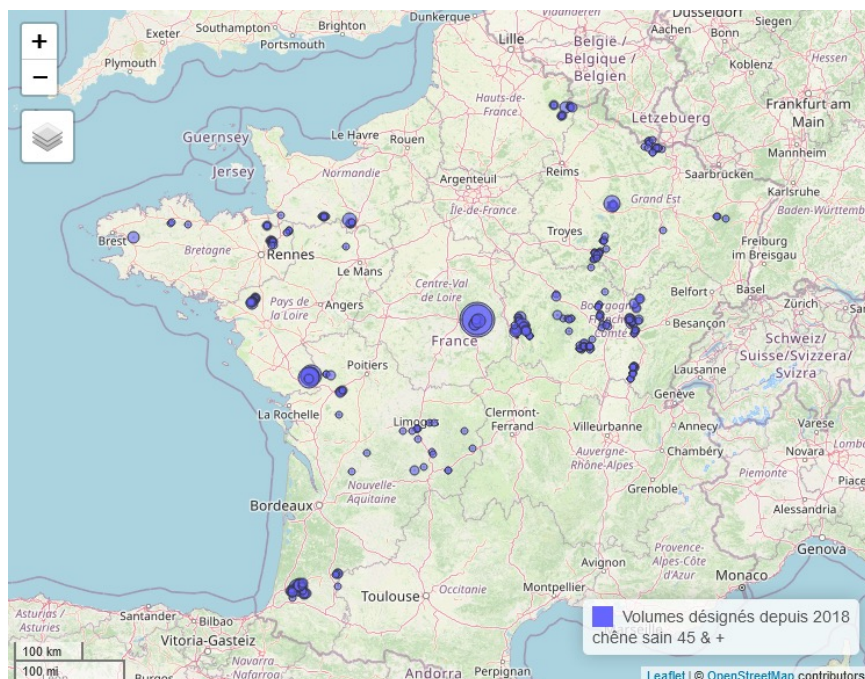 +
−
Dunkerque
Düsseldorf
Exeter
Southampton
Brighton
Siegen
Portsmouth
Plymouth
Lille
België /
Belgique /
Belgien
Aachen
Bonn
Hessen
Koblenz
Hauts-de-
France
Frankfurt am
Main
Lëtzebuerg
Guernsey
Le Havre
Rouen
Mannheim
Jersey
Reims
Saarbrücken
Normandie
Argenteuil
Karlsruhe
Île-de-France
Grand Est
Baden-Württemb
Brest
Bretagne
Troyes
Rennes
Freiburg
im Breisgau
Le Mans
Centre-Val
de Loire
Belfort
Basel
Zürich
Pays de
la Loire
Angers
Bourgogne
Franche
Comté
Besançon
France
Schweiz/
Suisse/Svizzera/
Svizra
Poitiers
Lausanne
Genève
La Rochelle
Limoges
Clermont-
Ferrand
Villeurbanne
Annecy
Varese
Auvergne-
Rhône-Alpes
Chambéry
Novara
Piace
Nouvelle-
Aquitaine
Grenoble
Piemonte
Bordeaux
Alessandria
Genova
Provence-
Alpes-Côte
d'Azur
Avignon
Monaco
Toulouse
Occitanie
Montpellier
Asturias /
Asturies
Santander
Bilbao
Vitoria-Gasteiz
Marseille
Volumes désignés depuis 2018
chêne sain 45 & +
100 km
100 mi
Burgos
Navarra -
Andorra
Perpignan
Leaflet | © OpenStreetMap contributors